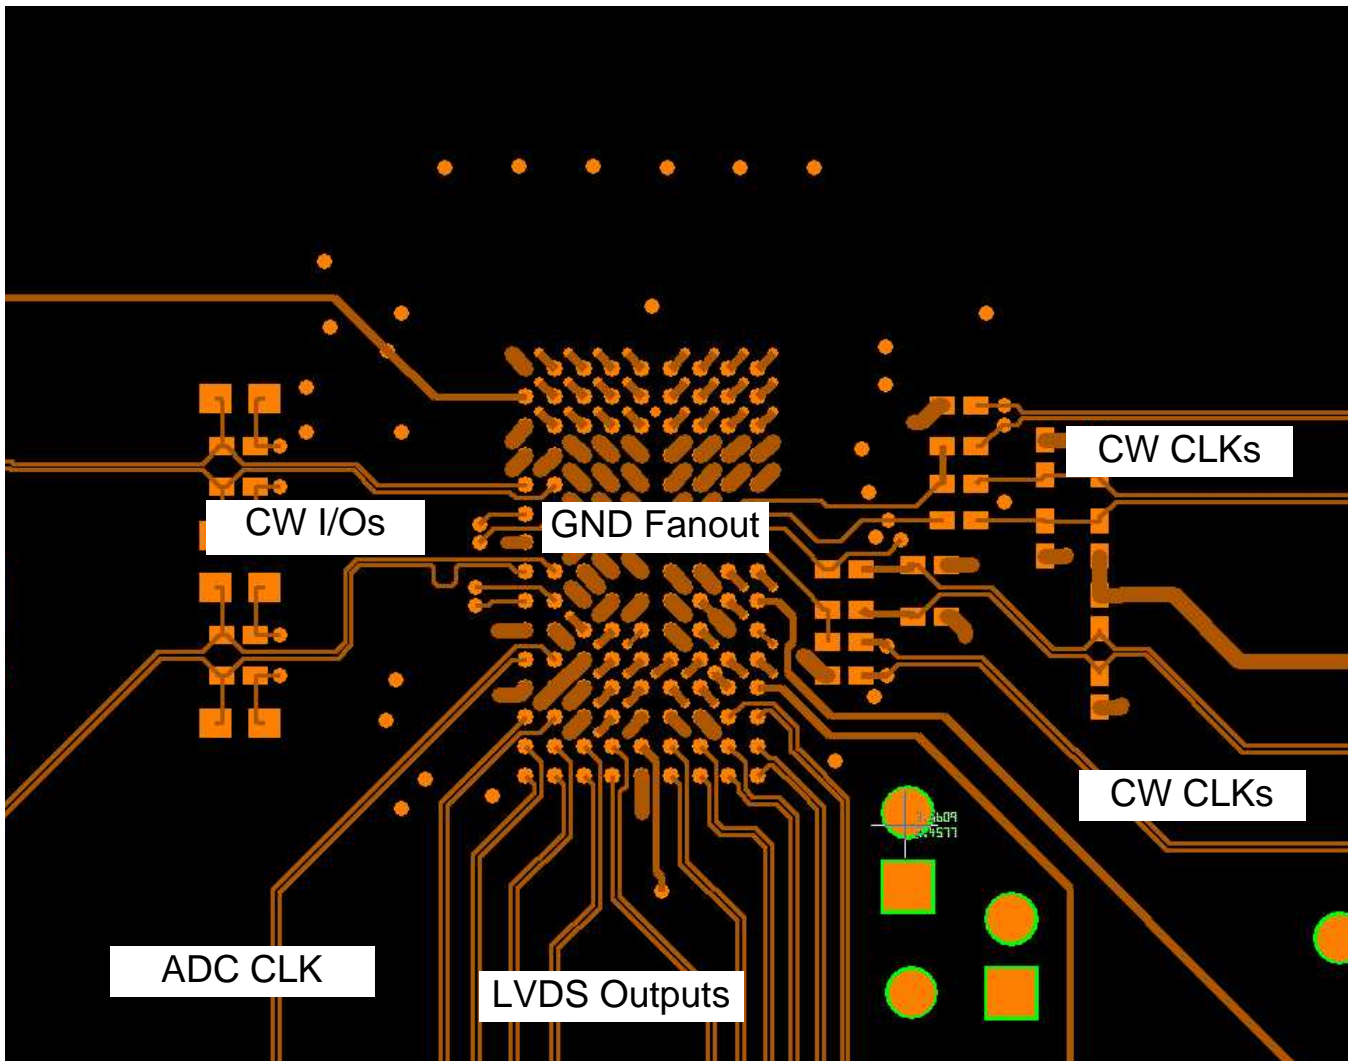 CW CLKs
CW I/Os
GND Fanout
CW CLKs
ADC CLK
LVDS Outputs